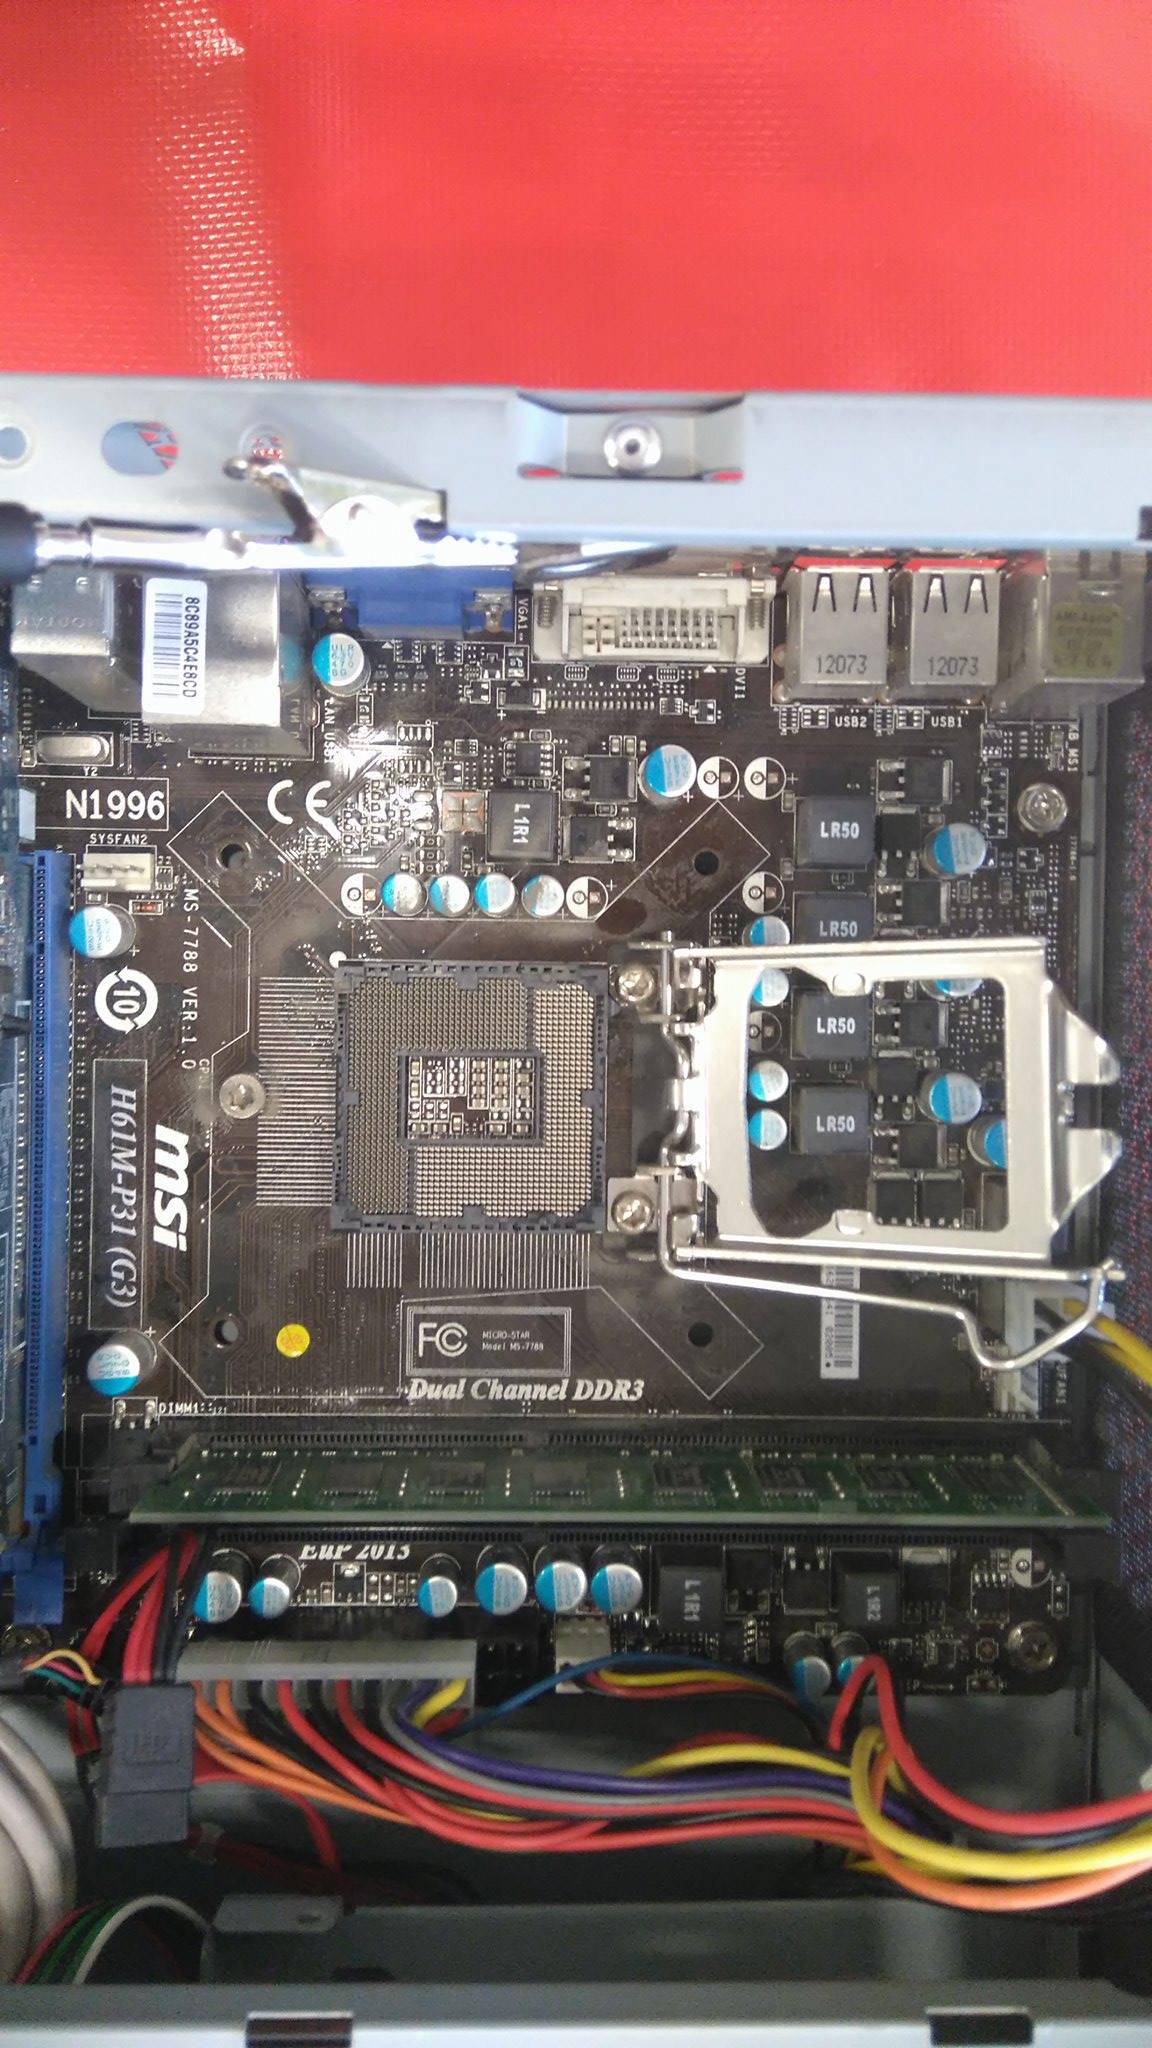 8C89A5C4E8CD
VGA1
DVI1
12073
12073
USB2
USB1
LAN_USB1
Y2
N1996
SYSFAN2
CE
L1R1
LR50
LR50
LR50
LR50
MS-7788 VER:1.0
10
H61M-P31 (G3)
msi
FC
MICRO-STAR
Model MS-7788
Dual Channel DDR3
DIMM1
EuP 2013
L1R1
L1R2